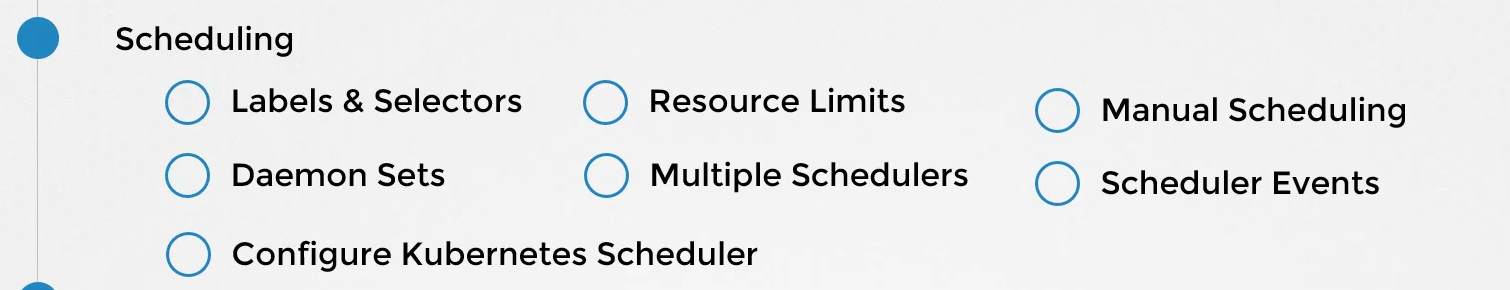 Scheduling
Labels & Selectors
Resource Limits
Manual Scheduling
Daemon Sets
Multiple Schedulers
Scheduler Events
Configure Kubernetes Scheduler